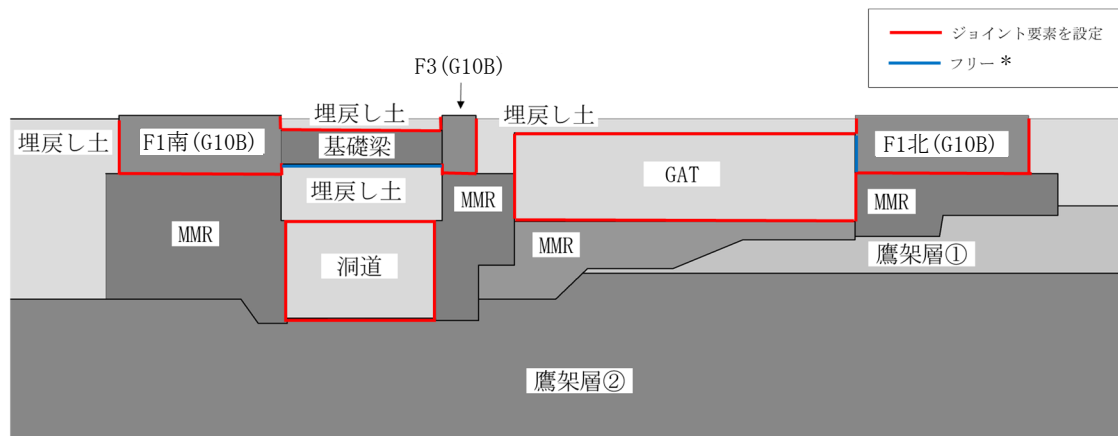 ジョイント要素を設定
フリー*
F3(G10B)
埋戻し土
埋戻し土
埋戻し土
F1南(G10B)
基礎梁
F1北(G10B)
GAT
埋戻し土
MMR
MMR
MMR
MMR
鷹架層①
洞道
鷹架層②